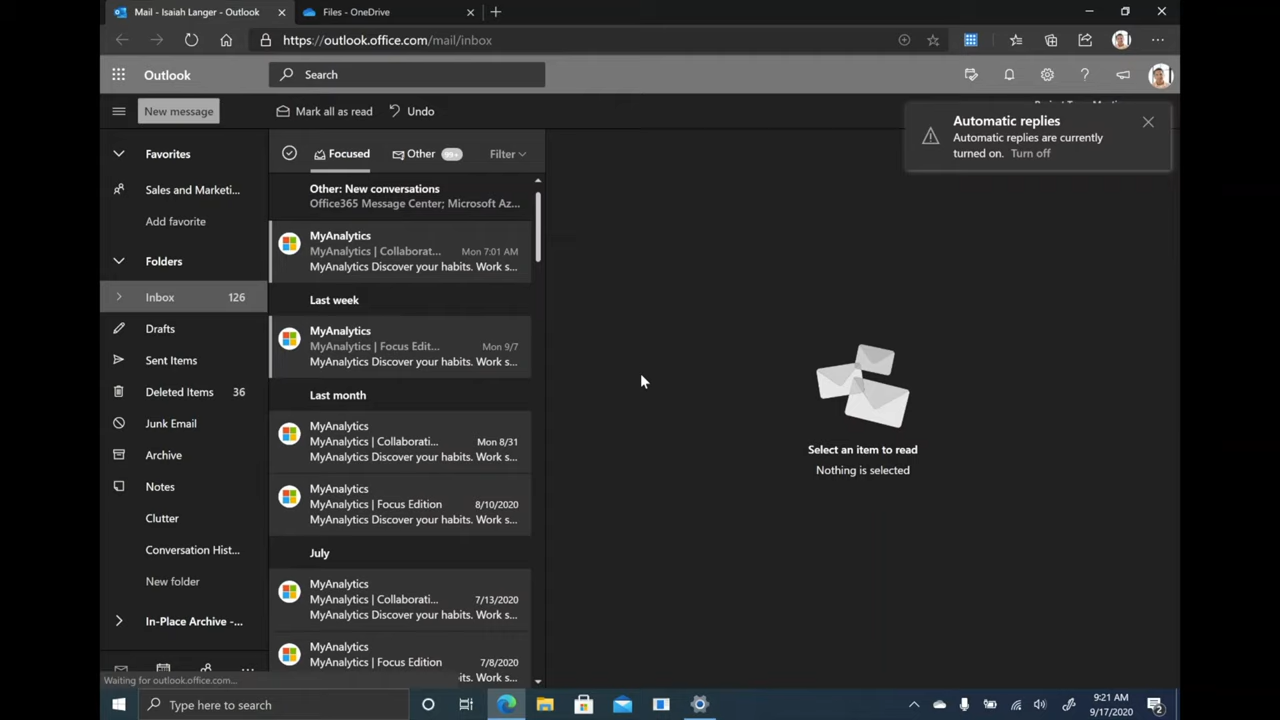 Mail - Isaiah Langer - Outlook
Files - OneDrive
https://outlook.office.com/mail/inbox
Outlook
Search
New message
Mark all as read
Undo
Automatic replies
Automatic replies are currently
turned on. Turn off
Favorites
Sales and Marketi...
Add favorite
Folders
Inbox 126
Drafts
Sent Items
Deleted Items 36
Junk Email
Archive
Notes
Clutter
Conversation Hist...
New folder
In-Place Archive -...
Waiting for outlook.office.com...
Focused
Other 99+
Filter
Other: New conversations
Office365 Message Center; Microsoft Az...
MyAnalytics
MyAnalytics | Collaborat... Mon 7:01 AM
MyAnalytics Discover your habits. Work s...
Last week
MyAnalytics
MyAnalytics | Focus Edit... Mon 9/7
MyAnalytics Discover your habits. Work s...
Last month
MyAnalytics
MyAnalytics | Collaborati... Mon 8/31
MyAnalytics Discover your habits. Work s...
MyAnalytics
MyAnalytics | Focus Edition 8/10/2020
MyAnalytics Discover your habits. Work s...
July
MyAnalytics
MyAnalytics | Collaborati... 7/13/2020
MyAnalytics Discover your habits. Work s...
MyAnalytics
MyAnalytics | Focus Edition 7/8/2020
Select an item to read
Nothing is selected
Type here to search
9:21 AM
9/17/2020
2